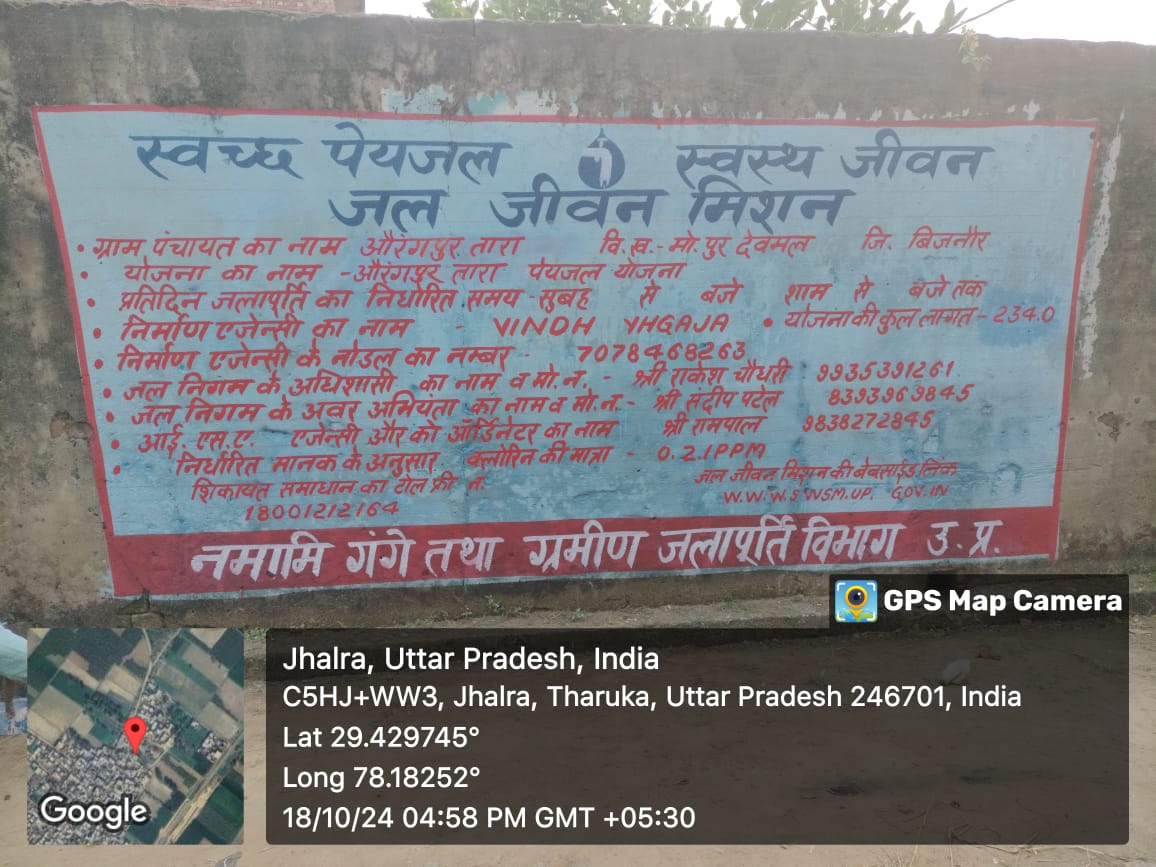 स्वच्छ पेयजल स्वस्थ जीवन
जल जीवन मिशन
• ग्राम पंचायत का नाम औरंगपुर तारा वि.ख.- मो.पुर देवमल जि. बिजनौर
• योजना का नाम - औरंगपुर तारा पेयजल योजना
• प्रतिदिन जलापूर्ति का निर्धारित समय - सुबह से बजे शाम से बजे तक
• निर्माण एजेन्सी का नाम - VINDH YHGAJA • योजना की कुल लागत - 234.0
• निर्माण एजेन्सी के नोडल का नम्बर - 7078468263
• जल निगम के अधिशासी का नाम व मो.न. - श्री राकेश चौधरी 9935391261
• जल निगम के अवर अभियंता का नाम व मो.न.- श्री संदीप पटेल 8393969845
• आई. एस.ए. एजेन्सी और को ऑर्डिनेटर का नाम श्री रामपाल 9838272845
• निर्धारित मानक के अनुसार क्लोरिन की मात्रा - 0.2.1PPM
शिकायत समाधान का टोल फ्री न. जल जीवन मिशन की बेबसाईड लिंक
18001212164 W.W.W.SWSM.UP. GOV.IN
नमामि गंगे तथा ग्रमीण जलापूर्ति विभाग उ.प्र.
GPS Map Camera
Jhalra, Uttar Pradesh, India
C5HJ+WW3, Jhalra, Tharuka, Uttar Pradesh 246701, India
Lat 29.429745°
Long 78.18252°
18/10/24 04:58 PM GMT +05:30
Google